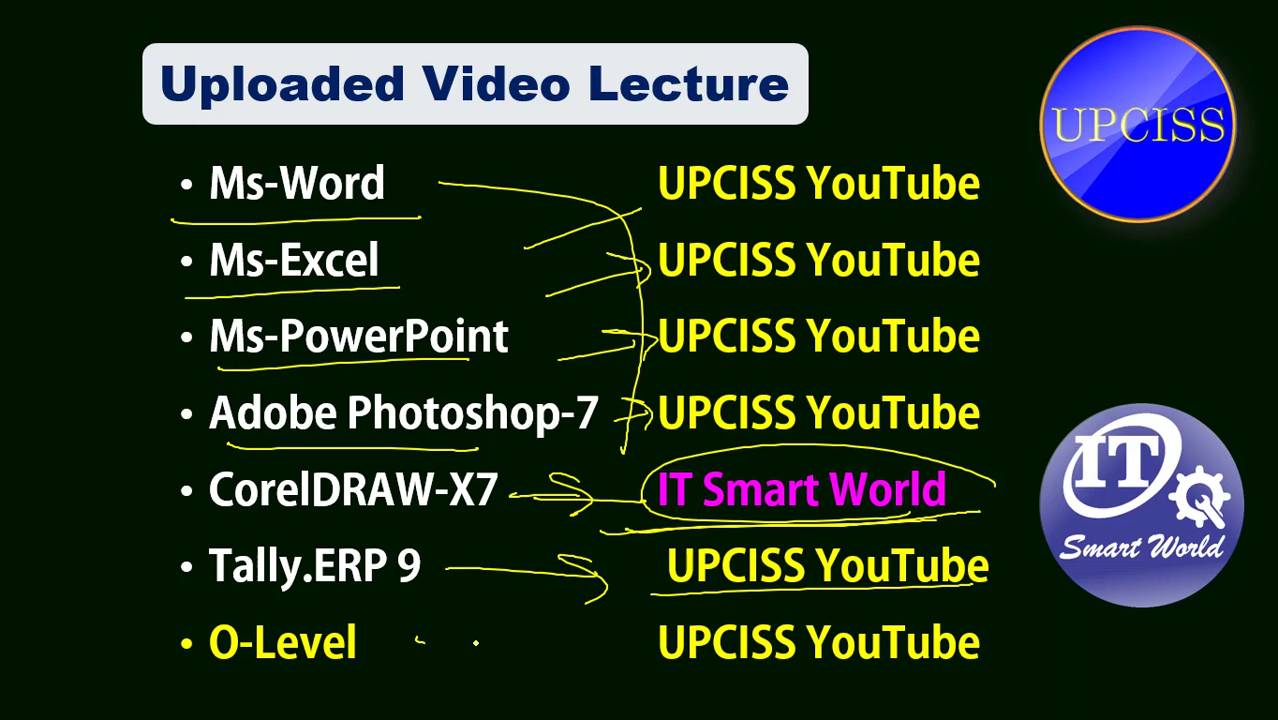 Uploaded Video Lecture
UPCISS
• Ms-Word UPCISS YouTube
• Ms-Excel UPCISS YouTube
• Ms-PowerPoint UPCISS YouTube
• Adobe Photoshop-7 UPCISS YouTube
• CorelDRAW-X7 IT Smart World
• Tally.ERP 9 UPCISS YouTube
• O-Level UPCISS YouTube
IT
Smart World